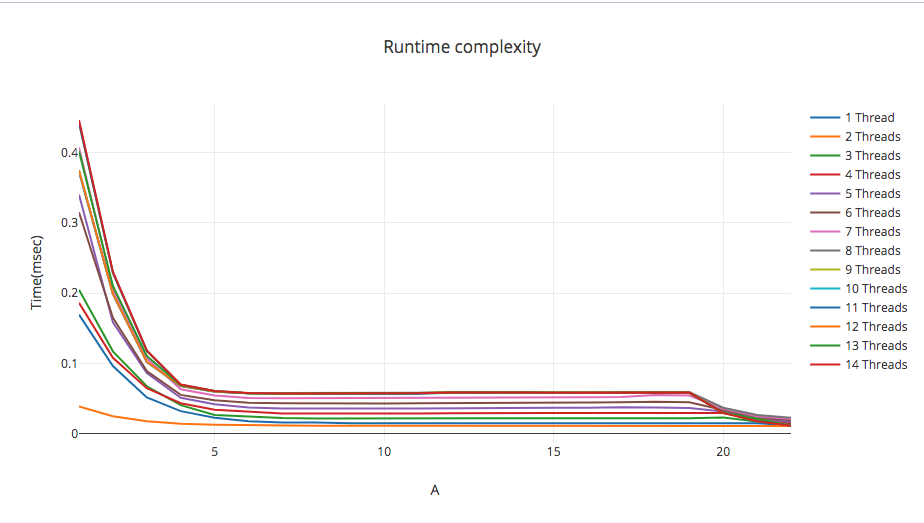 Runtime complexity
Time(msec)
0.4
0.3
0.2
0.1
0
5
10
15
20
A
1 Thread
2 Threads
3 Threads
4 Threads
5 Threads
6 Threads
7 Threads
8 Threads
9 Threads
10 Threads
11 Threads
12 Threads
13 Threads
14 Threads